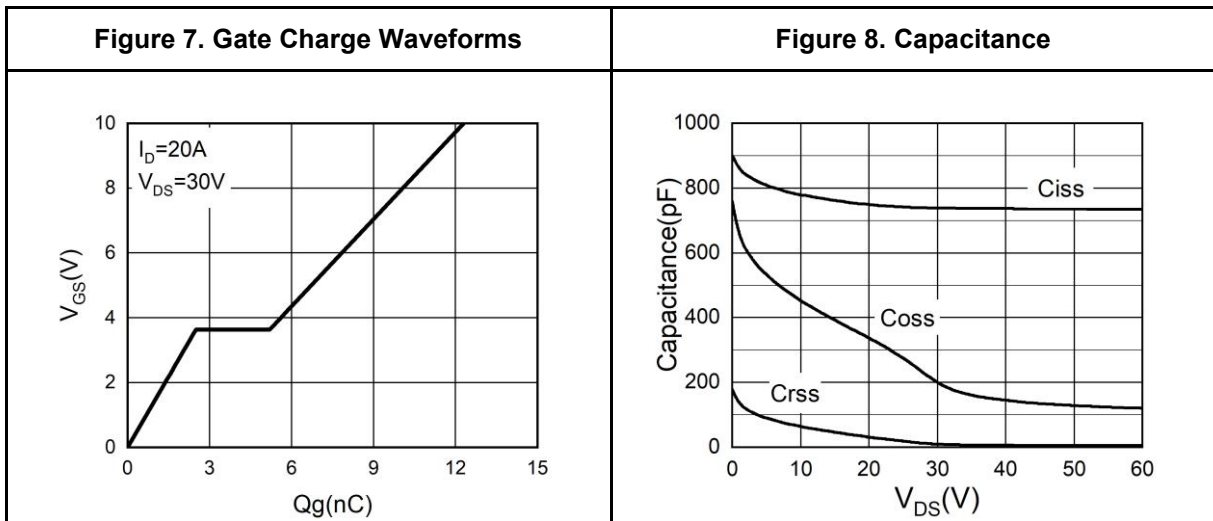 Figure 7. Gate Charge Waveforms
Figure 8. Capacitance
10
8
6
4
2
0
V_GS(V)
I_D=20A
V_DS=30V
0 3 6 9 12 15
Qg(nC)
1000
800
600
400
200
0
Capacitance(pF)
Ciss
Coss
Crss
0 10 20 30 40 50 60
V_DS(V)